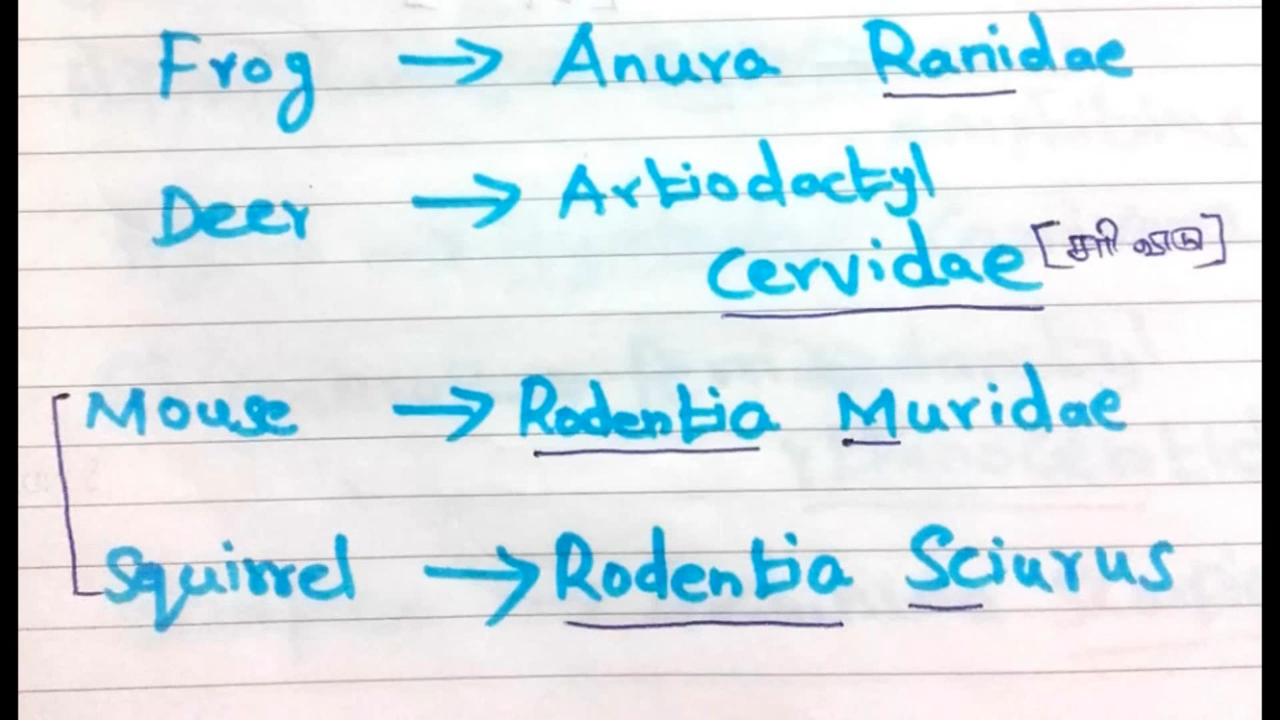 Frog → Anura Ranidae
Deer → Artiodactyl
Cervidae
Mouse → Rodentia Muridae
Squirrel → Rodentia Sciurus